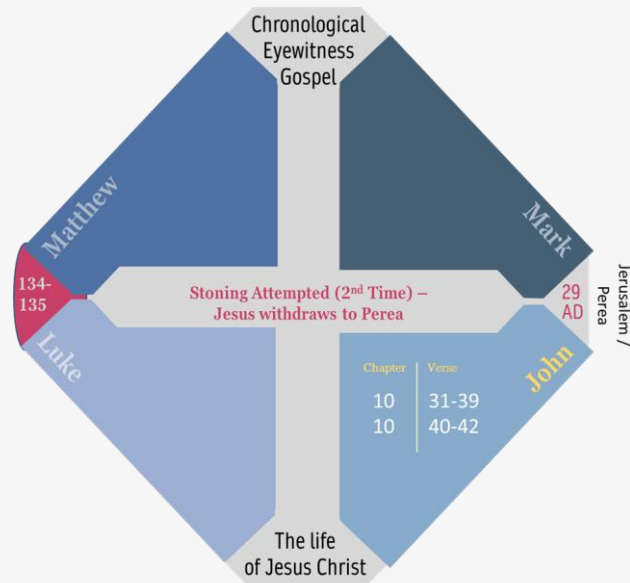 Chronological
Eyewitness
Gospel
Matthew
Mark
134-
135
Stoning Attempted (2nd Time) –
Jesus withdraws to Perea
29
AD
Jerusalem /
Perea
Luke
John
Chapter Verse
10 31-39
10 40-42
The life
of Jesus Christ